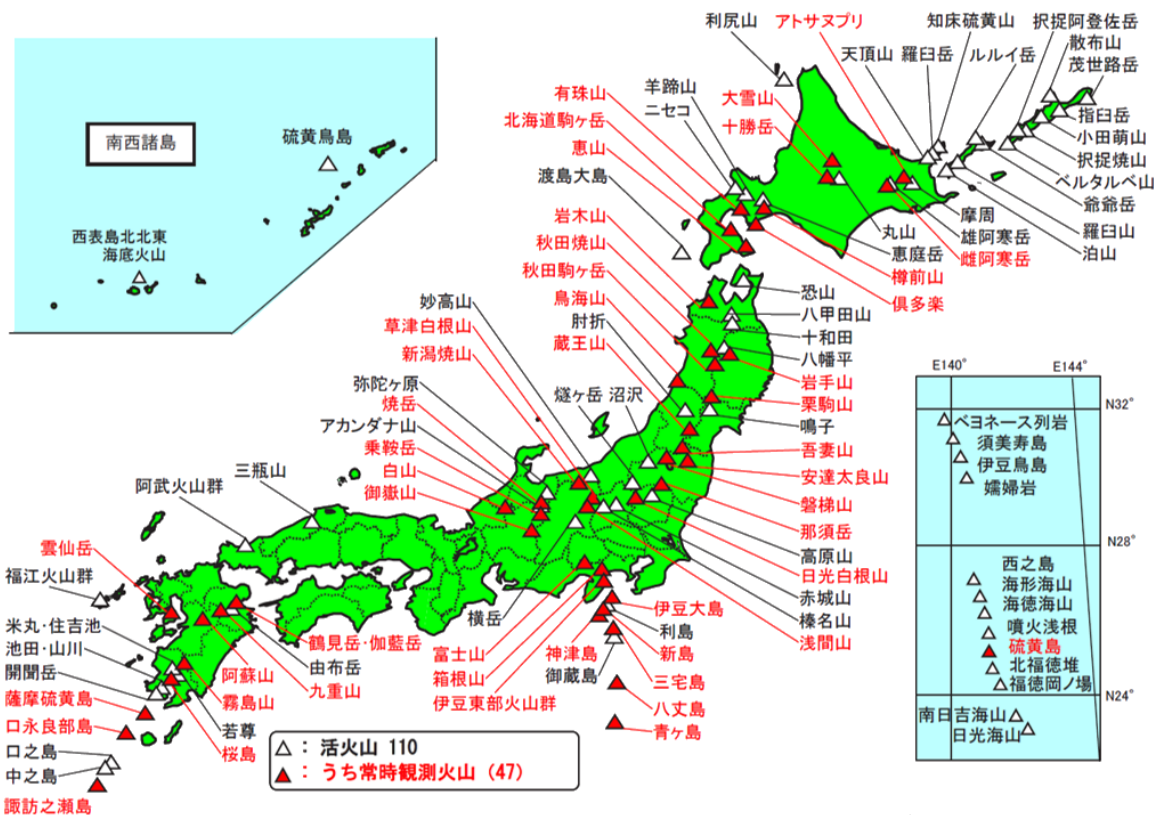 南西諸島
硫黄鳥島
西表島北北東
海底火山
利尻山
アトサヌプリ
知床硫黄山
択捉阿登佐岳
天頂山
羅臼岳
ルルイ岳
散布山
茂世路岳
有珠山
羊蹄山
大雪山
北海道駒ヶ岳
ニセコ
十勝岳
指臼岳
恵山
小田萌山
択捉焼山
渡島大島
ベルタルベ山
爺爺岳
岩木山
摩周
羅臼山
丸山
雄阿寒岳
泊山
秋田焼山
恵庭岳
雌阿寒岳
樽前山
秋田駒ヶ岳
倶多楽
恐山
妙高山
鳥海山
八甲田山
草津白根山
肘折
十和田
新潟焼山
蔵王山
八幡平
弥陀ヶ原
岩手山
焼岳
燧ヶ岳
沼沢
栗駒山
アカンダナ山
鳴子
乗鞍岳
吾妻山
三瓶山
白山
安達太良山
阿武火山群
御嶽山
磐梯山
那須岳
雲仙岳
高原山
福江火山群
日光白根山
赤城山
米丸・住吉池
横岳
伊豆大島
榛名山
池田・山川
鶴見岳・伽藍岳
利島
浅間山
開聞岳
阿蘇山
由布岳
富士山
神津島
新島
薩摩硫黄島
霧島山
九重山
箱根山
御蔵島
三宅島
口永良部島
若尊
伊豆東部火山群
八丈島
口之島
桜島
青ヶ島
中之島
諏訪之瀬島
△ : 活火山 110
▲ : うち常時観測火山 (47)
E140°
E144°
N32°
ベヨネース列岩
須美寿島
伊豆鳥島
孀婦岩
N28°
西之島
海形海山
海徳海山
噴火浅根
硫黄島
北福徳堆
福徳岡ノ場
N24°
南日吉海山
日光海山